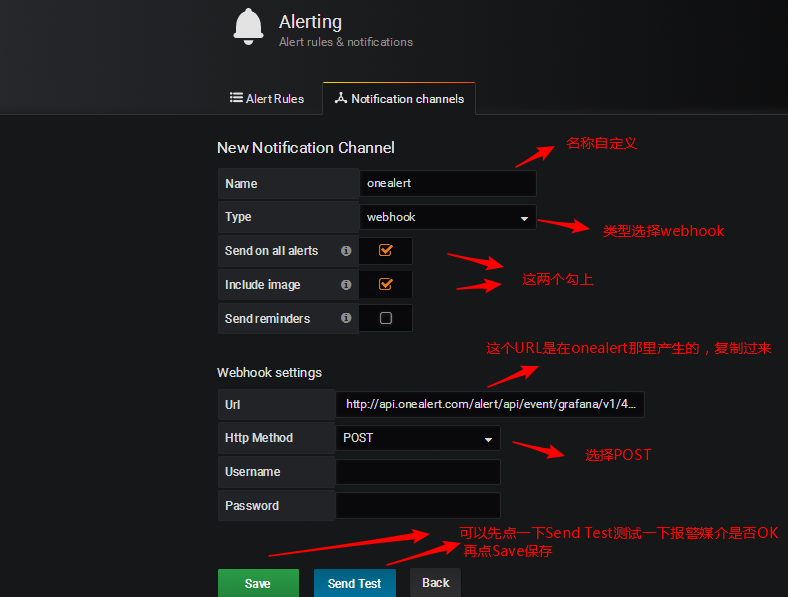 Alerting
Alert rules & notifications
Alert Rules
Notification channels
New Notification Channel
名称自定义
Name
onealert
Type
webhook
类型选择webhook
Send on all alerts
Include image
这两个勾上
Send reminders
这个URL是在onealert那里产生的，复制过来
Webhook settings
Url
http://api.onealert.com/alert/api/event/grafana/v1/4...
Http Method
POST
选择POST
Username
Password
可以先点一下Send Test测试一下报警媒介是否OK
再点Save保存
Save
Send Test
Back